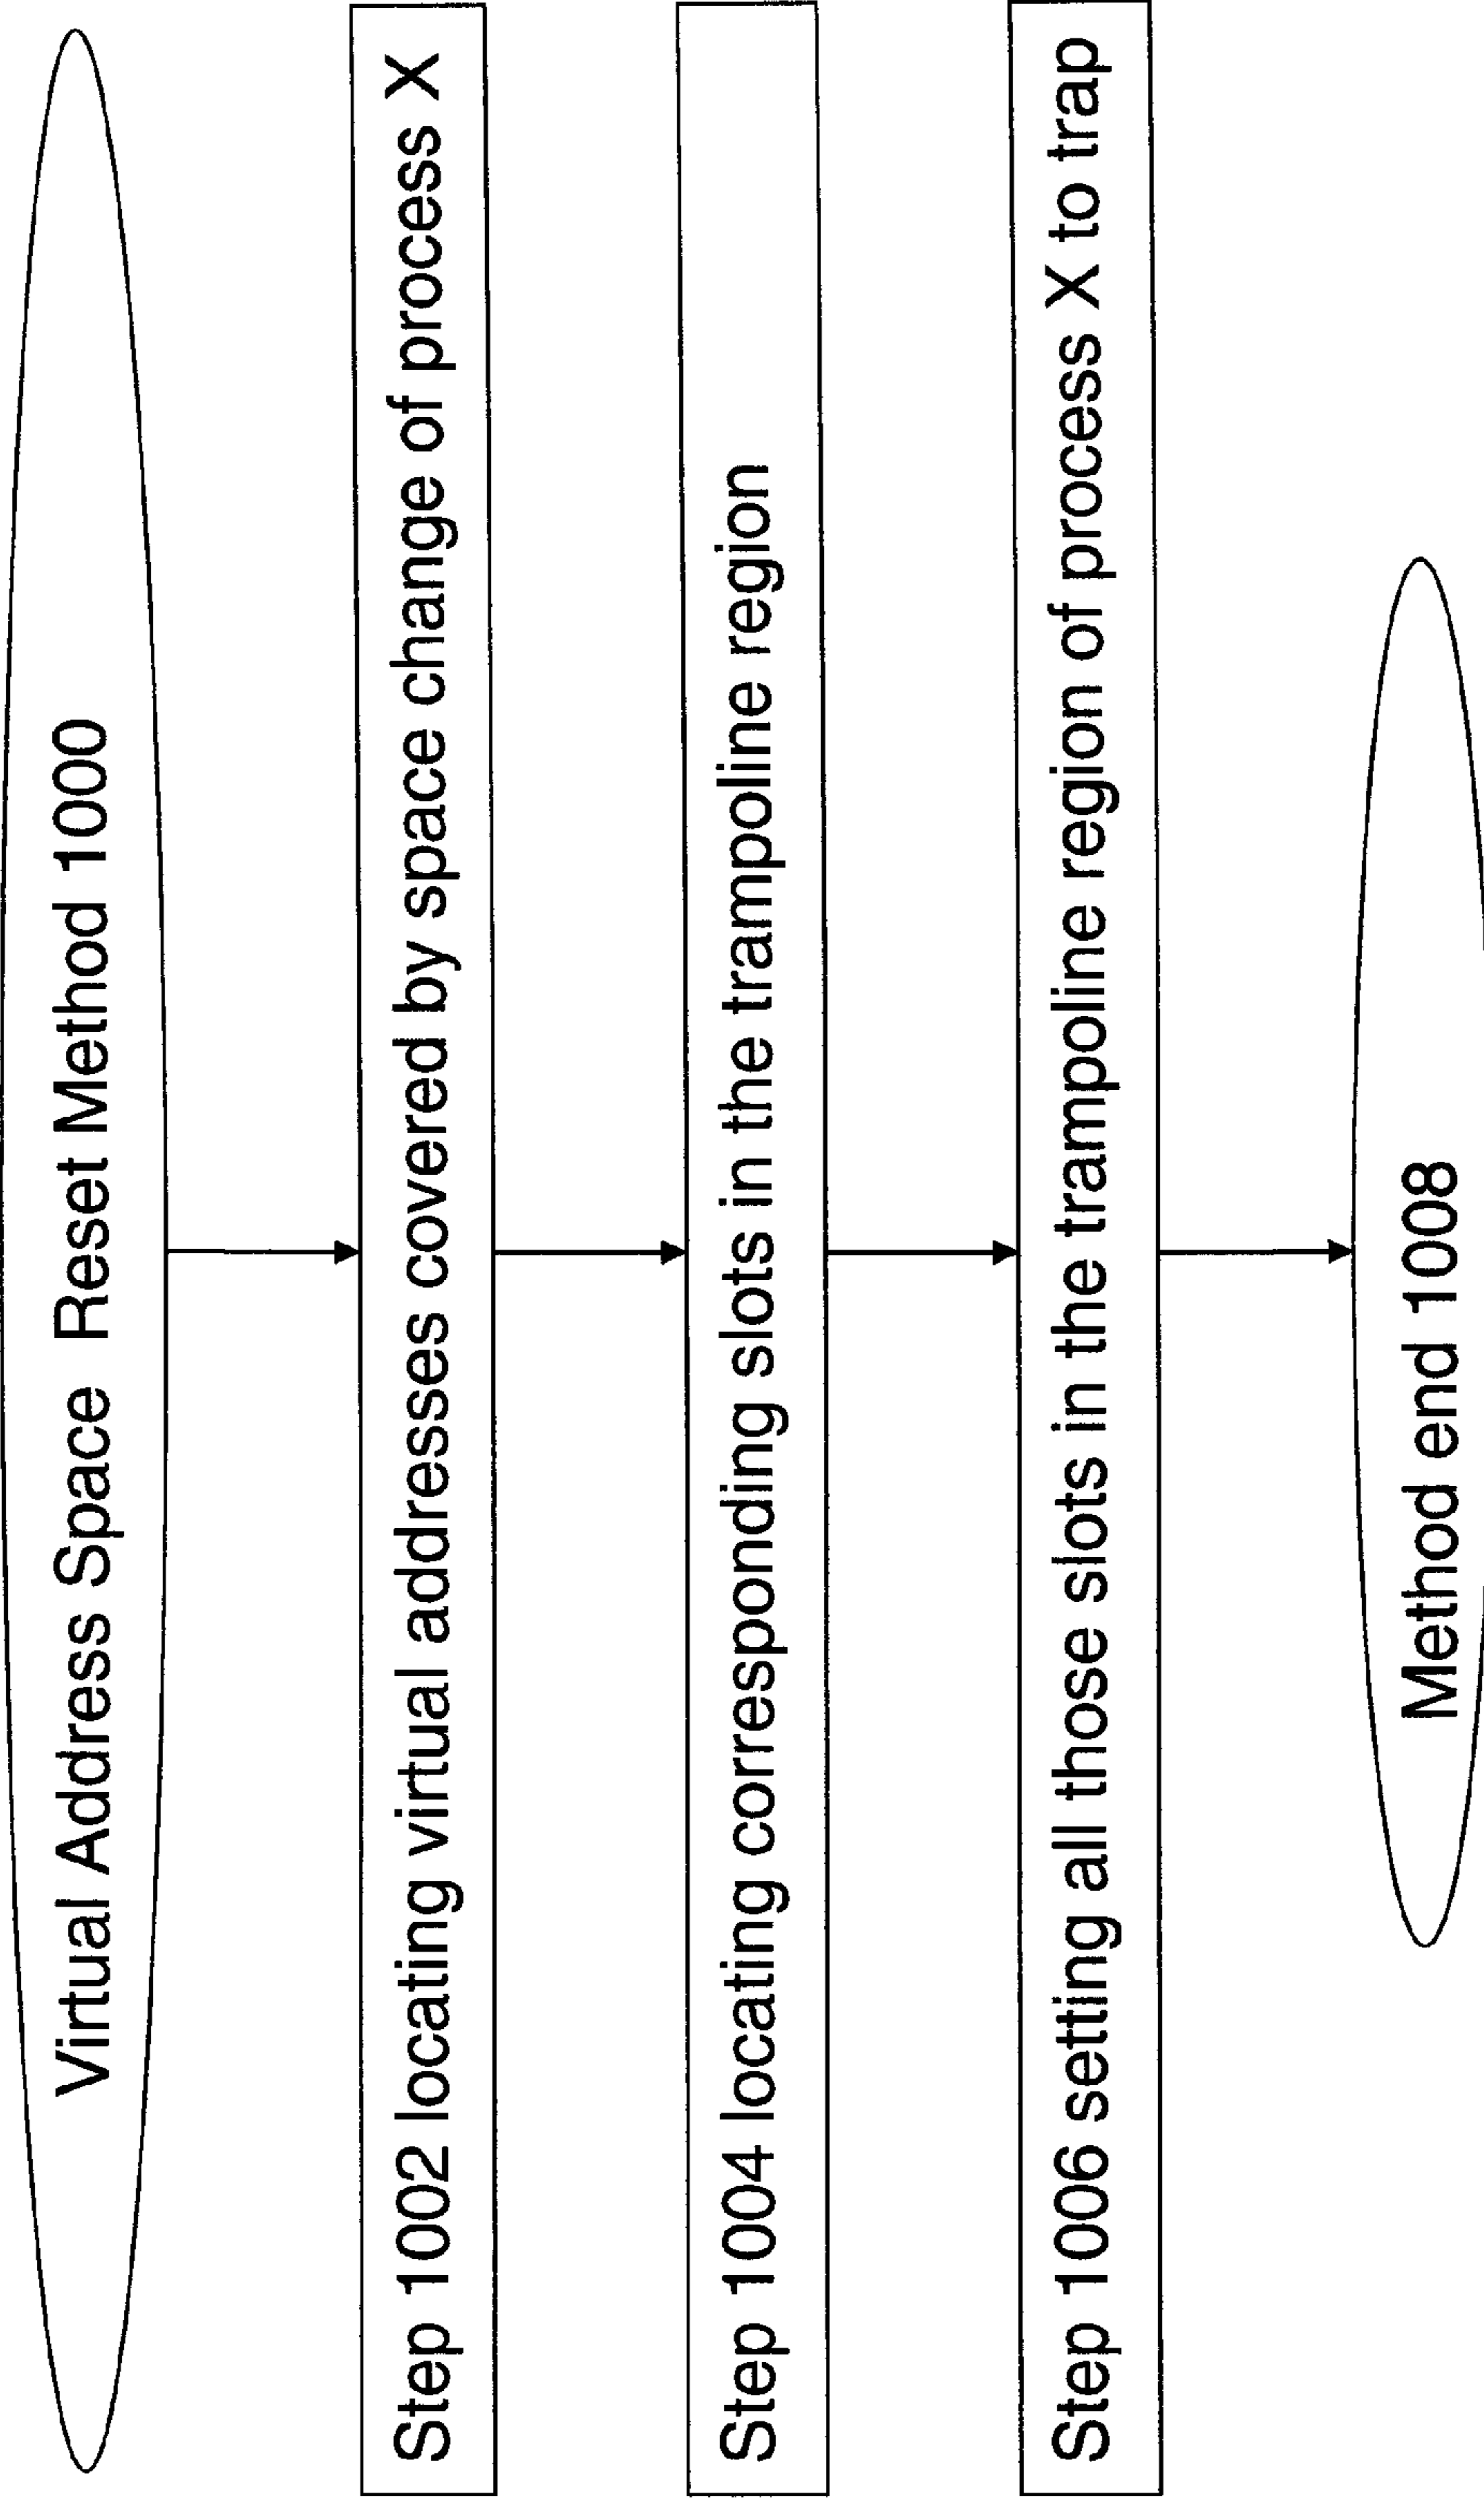 Virtual Address Space Reset Method 1000
Step 1002 locating virtual addresses covered by space change of process X
Step 1004 locating corresponding slots in the trampoline region
Step 1006 setting all those slots in the trampoline region of process X to trap
Method end 1008